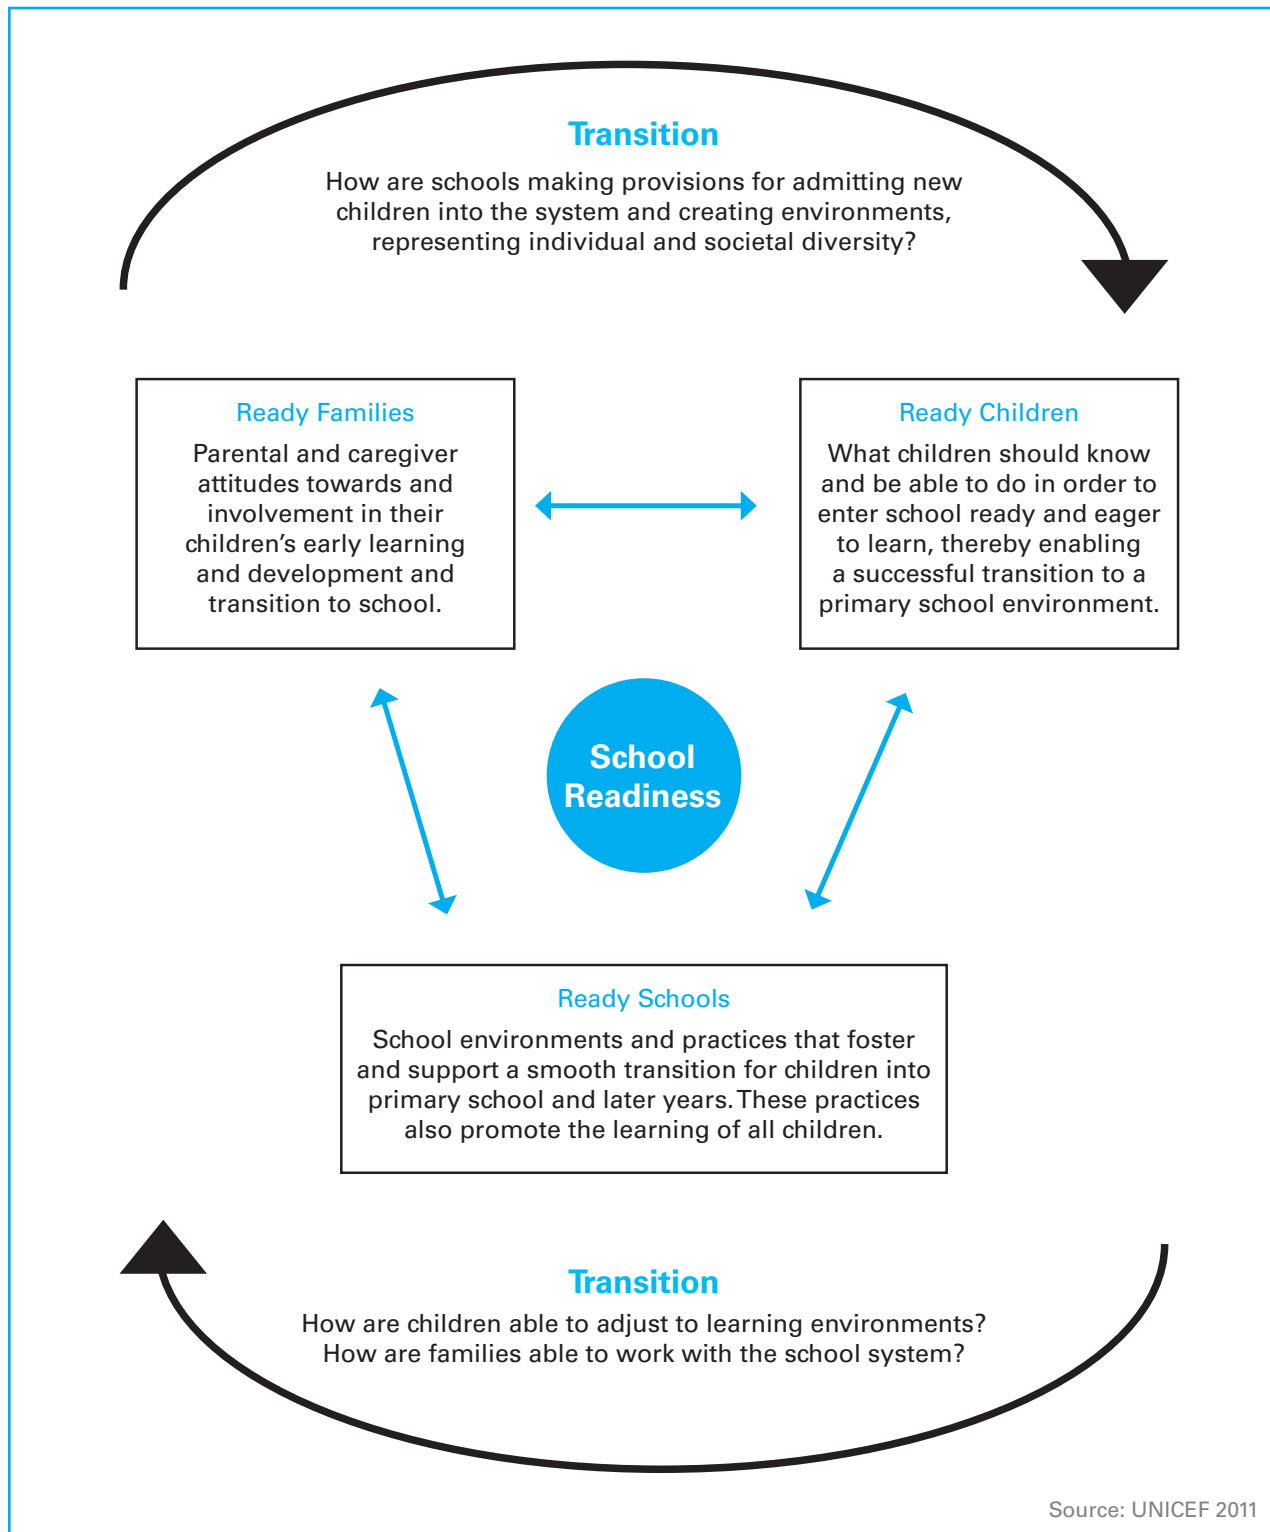 Transition
How are schools making provisions for admitting new
children into the system and creating environments,
representing individual and societal diversity?
Ready Families
Parental and caregiver
attitudes towards and
involvement in their
children’s early learning
and development and
transition to school.
Ready Children
What children should know
and be able to do in order to
enter school ready and eager
to learn, thereby enabling
a successful transition to a
primary school environment.
School
Readiness
Ready Schools
School environments and practices that foster
and support a smooth transition for children into
primary school and later years. These practices
also promote the learning of all children.
Transition
How are children able to adjust to learning environments?
How are families able to work with the school system?
Source: UNICEF 2011